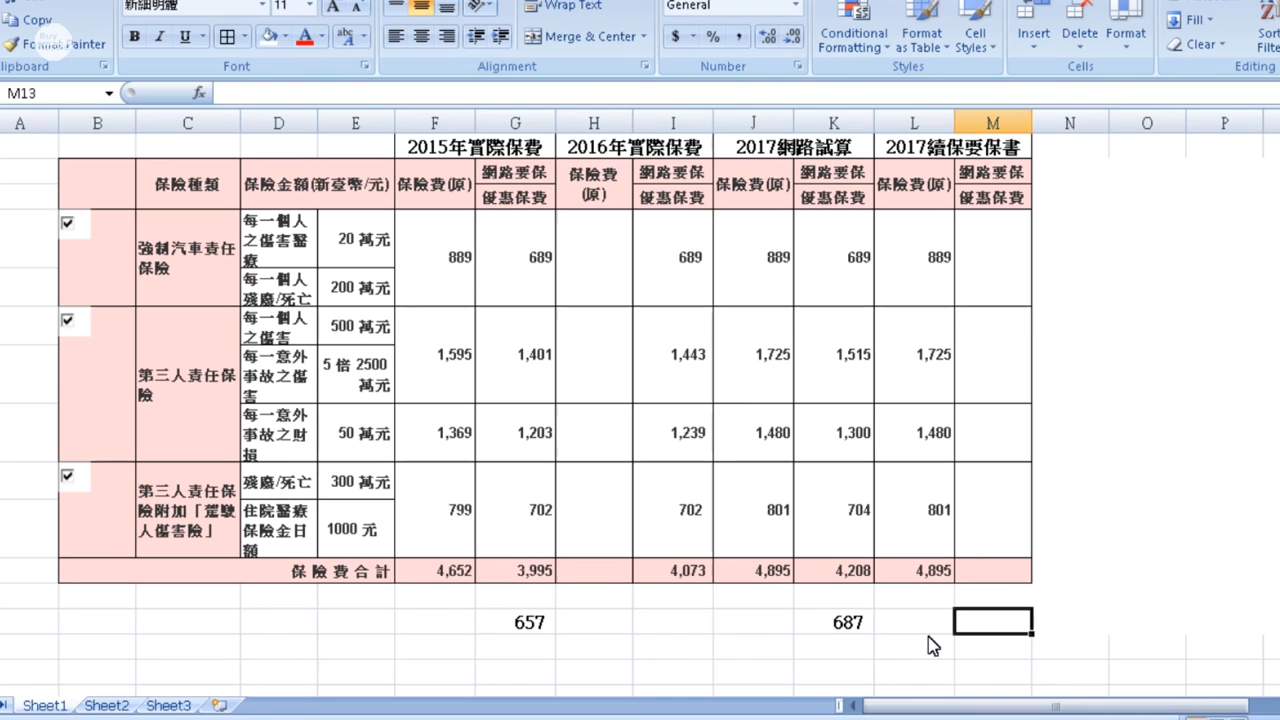 新細明體 11 A A Wrap Text General
Copy
Buy
Format Painter
B I U A abc Merge & Center $ % , Conditional Formatting Format as Table Cell Styles Insert Delete Format Fill Clear Sort Filte
lipboard Font Alignment Number Styles Cells Editing
M13 fx
A B C D E F G H I J K L M N O P
2015年實際保費 2016年實際保費 2017網路試算 2017續保要保書
保險種類 保險金額(新臺幣/元) 保險費(原) 網路要保 優惠保費 保險費(原) 網路要保 優惠保費 保險費(原) 網路要保 優惠保費 保險費(原) 網路要保 優惠保費
強制汽車責任保險 每一個人之傷害醫療 20 萬元 889 689 689 889 689 889
每一個人殘廢/死亡 200 萬元
第三人責任保險 每一個人之傷害 500 萬元 1,595 1,401 1,443 1,725 1,515 1,725
每一意外事故之傷害 5 倍 2500 萬元
每一意外事故之財損 50 萬元 1,369 1,203 1,239 1,480 1,300 1,480
第三人責任保險附加「駕駛人傷害險」 殘廢/死亡 300 萬元 799 702 702 801 704 801
住院醫療保險金日額 1000 元
保險費合計 4,652 3,995 4,073 4,895 4,208 4,895
657 687
Sheet1 Sheet2 Sheet3